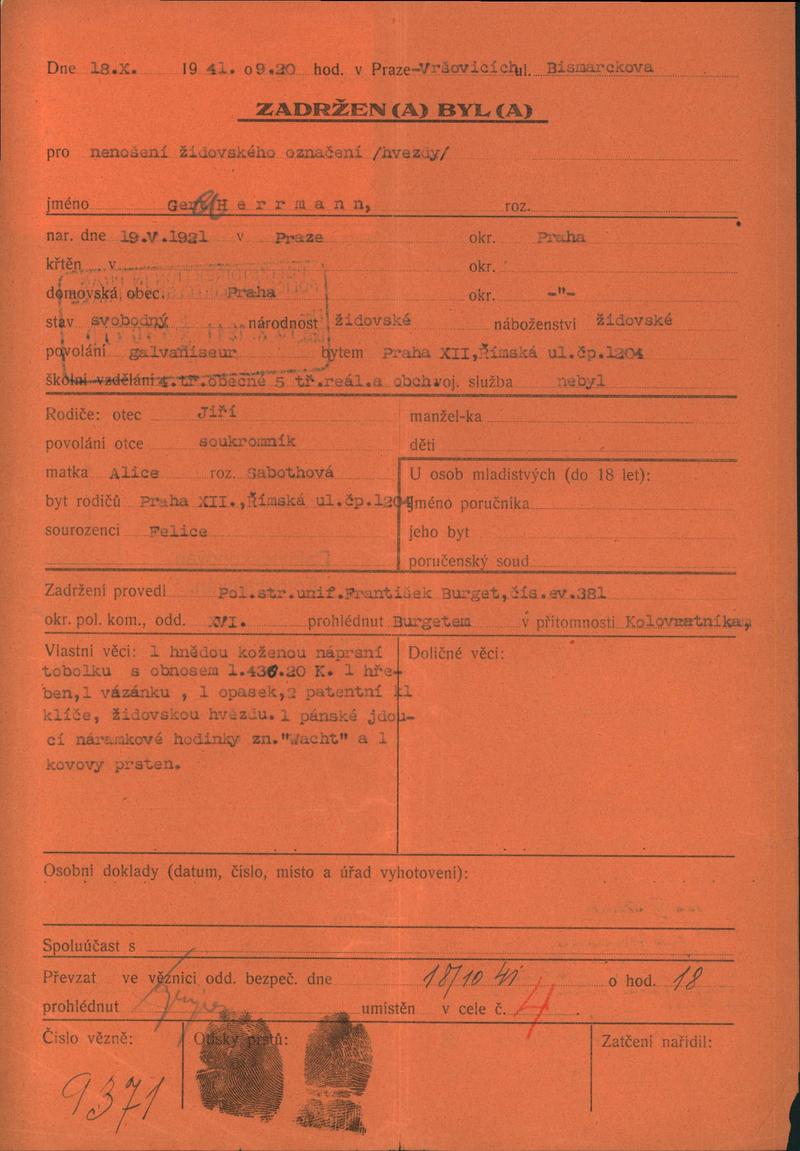 Dne 18.X. 19 41. o9.20 hod. v Praze-Vršovicích ul. Bismarckova
ZADRŽEN (A) BYL (A)
pro nenošení židovského označení /hvezdy/
jméno Gert Herrmann, roz.
nar. dne 19.V.1921 v Praze okr. Praha
křtěn v okr.
domovská obec. Praha okr. -"-
stav svobodný národnost židovské náboženství židovské
povolání galvaniseur bytem Praha XII,Římská ul.čp.1204
školní vzdělání 4.tř.obecné 5 tř.reál.a obch. voj. služba nebyl
Rodiče: otec Jiří manžel-ka
povolání otce soukromník děti
matka Alice roz. Sabothová U osob mladistvých (do 18 let):
byt rodičů Praha XII.,Římská ul.čp.1204 jméno poručníka
sourozenci Felice jeho byt
poručenský soud
Zadržení provedl Pol.str.unif.František Burget,čís.ev.381
okr. pol. kom., odd. XVI. prohlédnut Burgetem v přítomnosti Kolovratníka,
Vlastní věci: 1 hnědou koženou náprsní Doličné věci:
tobolku s obnosem 1.436.20 K. 1 hře-
ben,1 vázánku , 1 opasek,2 patentní kl
klíče, židovskou hvězdu.1 pánské jdou-
cí náramkové hodinky zn."Wacht" a 1
kovovy prsten.
Osobní doklady (datum, číslo, místo a úřad vyhotovení):
Spoluúčast s
Převzat ve věznici odd. bezpeč. dne 18/10 41 o hod. 18
prohlédnut umístěn v cele č. 4
Číslo vězně: Otisky prstů: Zatčení nařídil:
9371